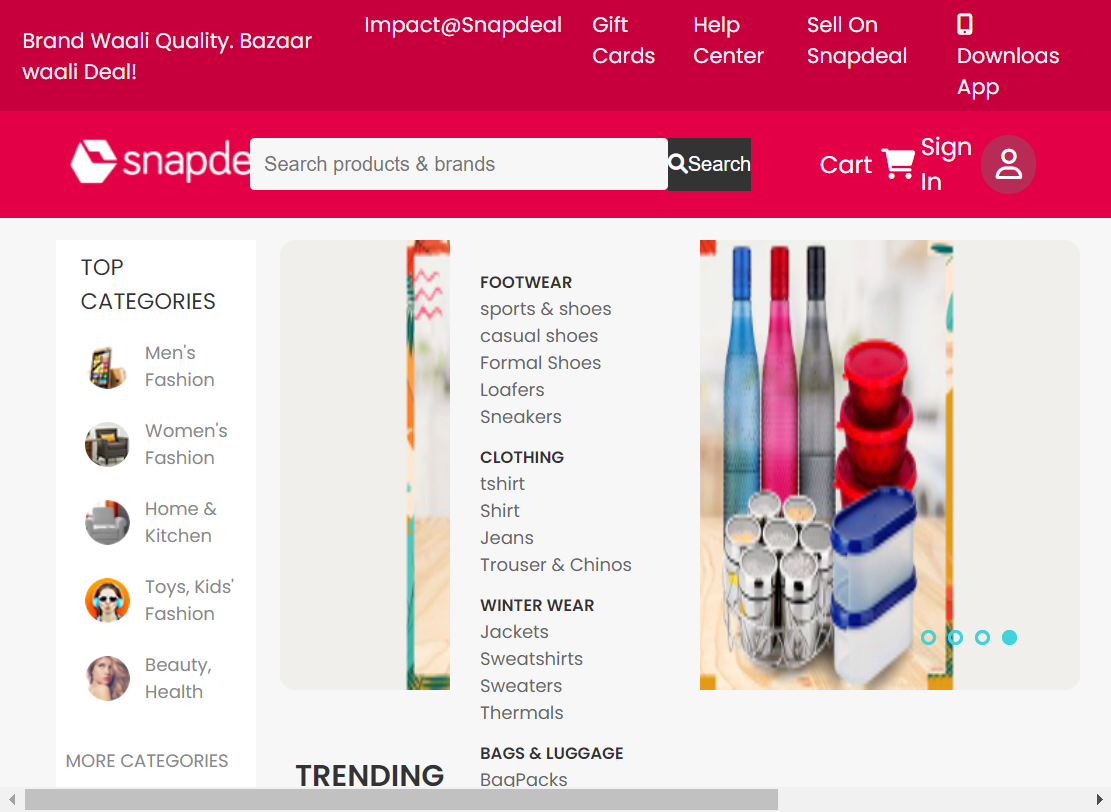 Brand Waali Quality. Bazaar
waali Deal!
Impact@Snapdeal
Gift
Cards
Help
Center
Sell On
Snapdeal
Downloas
App
snapde
Search products & brands
Search
Cart
Sign
In
TOP
CATEGORIES
Men's
Fashion
Women's
Fashion
Home &
Kitchen
Toys, Kids'
Fashion
Beauty,
Health
MORE CATEGORIES
FOOTWEAR
sports & shoes
casual shoes
Formal Shoes
Loafers
Sneakers
CLOTHING
tshirt
Shirt
Jeans
Trouser & Chinos
WINTER WEAR
Jackets
Sweatshirts
Sweaters
Thermals
BAGS & LUGGAGE
BagPacks
TRENDING